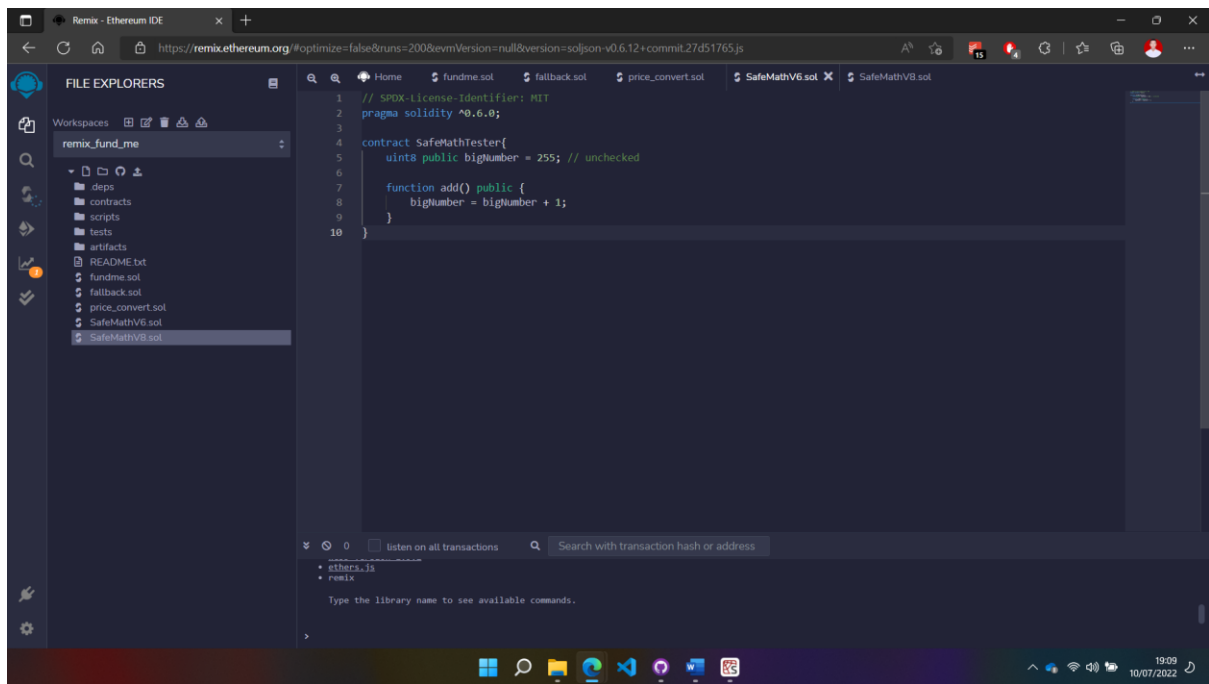 Remix - Ethereum IDE
https://remix.ethereum.org/#optimize=false&runs=200&evmVersion=null&version=soljson-v0.6.12+commit.27d51765.js
15
4
FILE EXPLORERS
Home
fundme.sol
fallback.sol
price_convert.sol
SafeMathV6.sol
SafeMathV8.sol
Workspaces
remix_fund_me
.deps
contracts
scripts
tests
artifacts
README.txt
fundme.sol
fallback.sol
price_convert.sol
SafeMathV6.sol
SafeMathV8.sol
1
1 // SPDX-License-Identifier: MIT
2 pragma solidity ^0.6.0;
3
4 contract SafeMathTester{
5 uint8 public bigNumber = 255; // unchecked
6
7 function add() public {
8 bigNumber = bigNumber + 1;
9 }
10 }
0 listen on all transactions Search with transaction hash or address
• ethers.js
• remix
Type the library name to see available commands.
>
19:09
10/07/2022